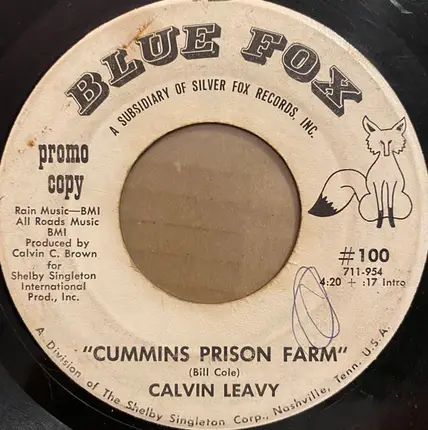 BLUE FOX
A SUBSIDIARY OF SILVER FOX RECORDS, INC.
promo
copy
Rain Music—BMI
All Roads Music
BMI
Produced by
Calvin C. Brown
for
Shelby Singleton
International
Prod., Inc.
#100
711-954
4:20 + :17 Intro
"CUMMINS PRISON FARM"
(Bill Cole)
CALVIN LEAVY
A Division of The Shelby Singleton Corp., Nashville, Tenn. U.S.A.